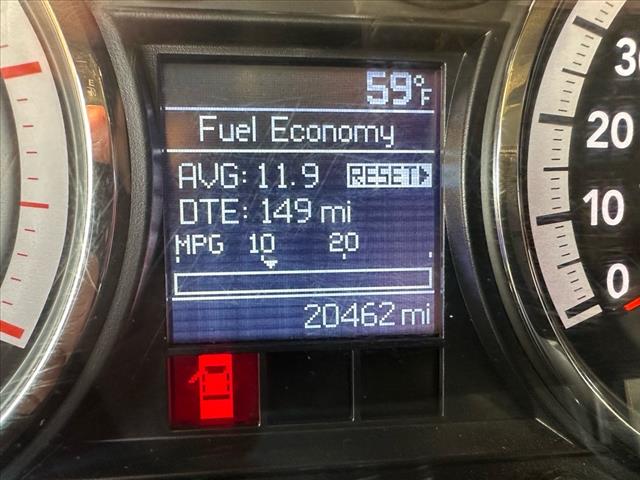 59°F
Fuel Economy
AVG: 11.9 RESET>
DTE: 149 mi
MPG 10 20
20462 mi
30
20
10
0